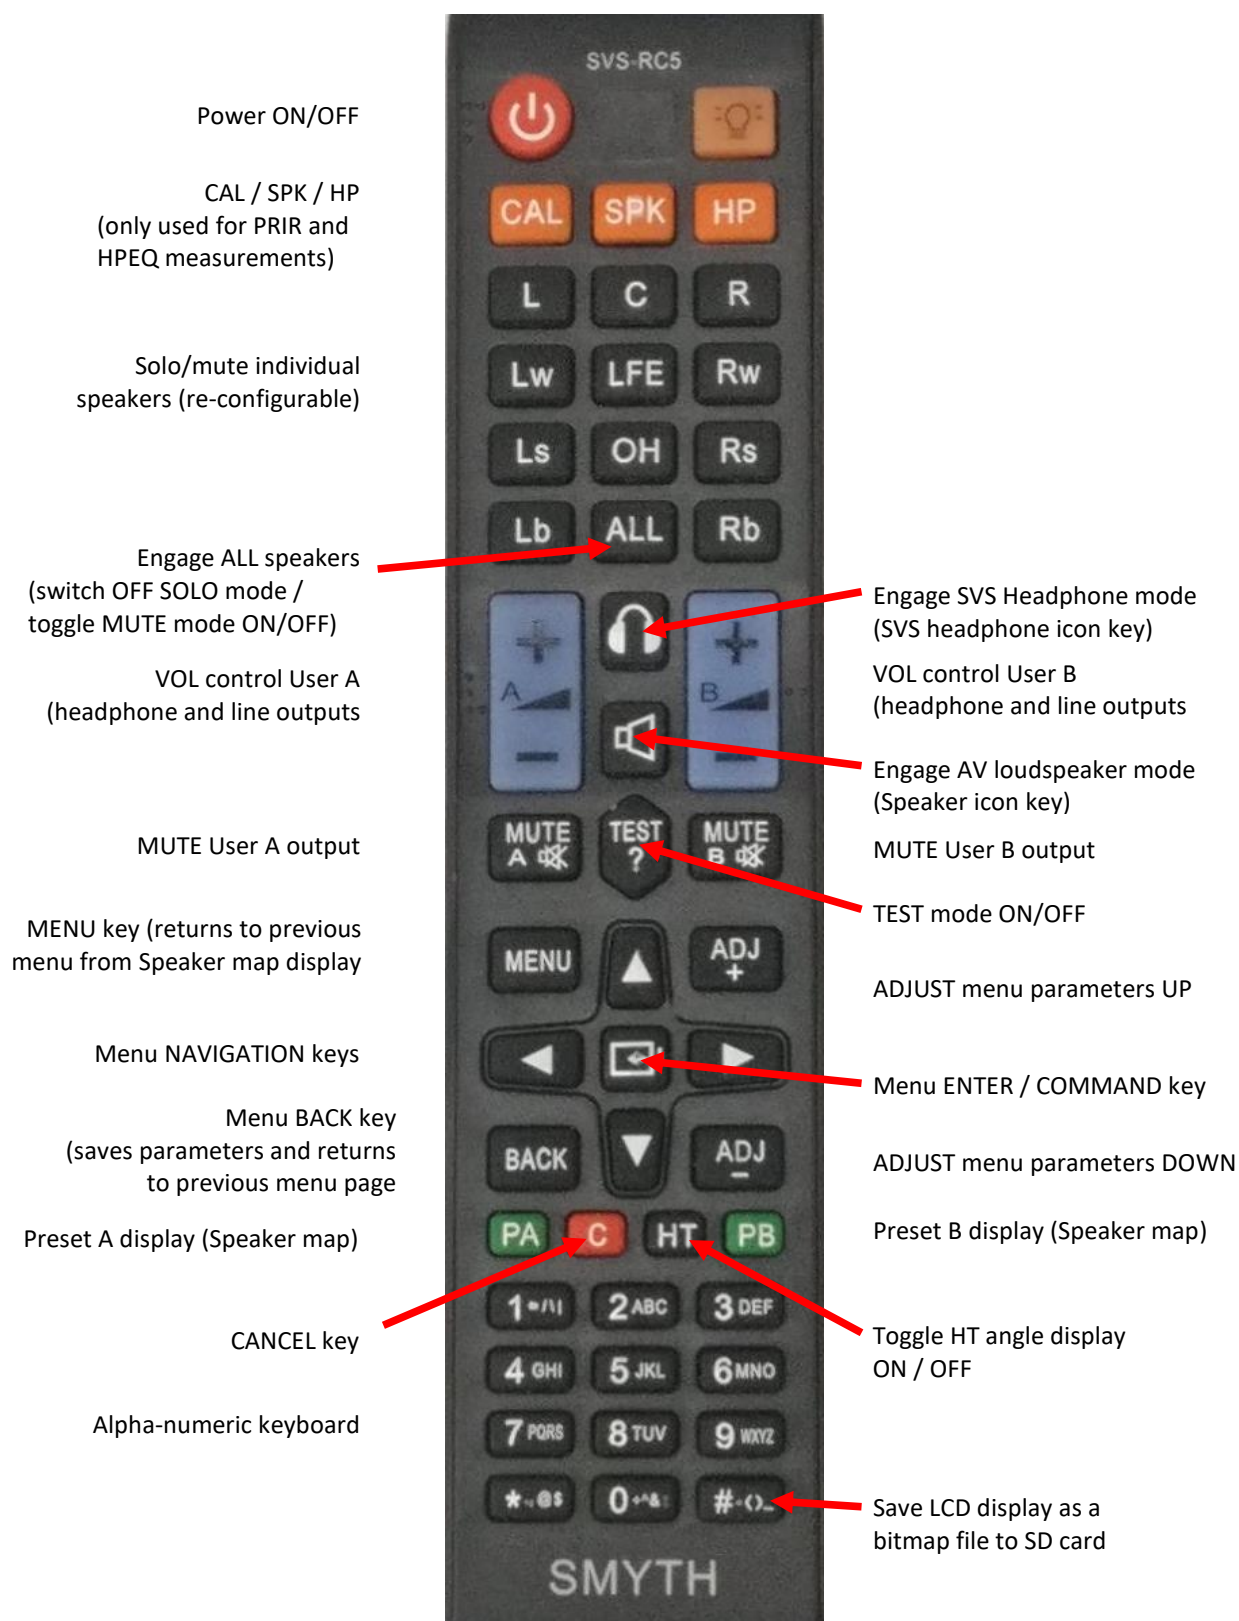 SVS-RC5
Power ON/OFF
CAL / SPK / HP
(only used for PRIR and
HPEQ measurements)
CAL SPK HP
L C R
Solo/mute individual
speakers (re-configurable)
Lw LFE Rw
Ls OH Rs
Lb ALL Rb
Engage ALL speakers
(switch OFF SOLO mode /
toggle MUTE mode ON/OFF)
Engage SVS Headphone mode
(SVS headphone icon key)
VOL control User A
(headphone and line outputs
+ A −
+ B −
VOL control User B
(headphone and line outputs
Engage AV loudspeaker mode
(Speaker icon key)
MUTE User A output
MUTE
A
TEST
?
MUTE
B
MUTE User B output
TEST mode ON/OFF
MENU key (returns to previous
menu from Speaker map display
MENU
ADJ
+
ADJUST menu parameters UP
Menu NAVIGATION keys
Menu ENTER / COMMAND key
Menu BACK key
(saves parameters and returns
to previous menu page
BACK
ADJ
−
ADJUST menu parameters DOWN
Preset A display (Speaker map)
PA C HT PB
Preset B display (Speaker map)
CANCEL key
Toggle HT angle display
ON / OFF
1 2 ABC 3 DEF
4 GHI 5 JKL 6 MNO
Alpha-numeric keyboard
7 PQRS 8 TUV 9 WXYZ
* @$ 0 +^& # ()_
Save LCD display as a
bitmap file to SD card
SMYTH